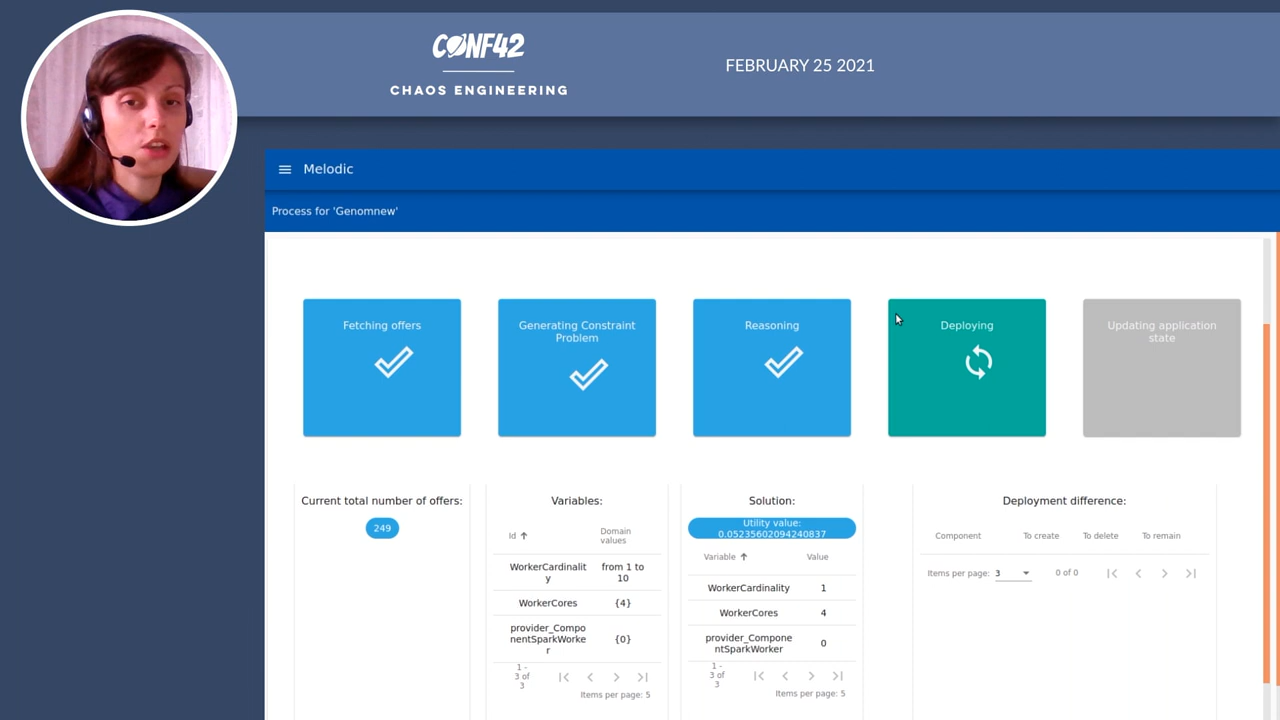 CONF42
CHAOS ENGINEERING
FEBRUARY 25 2021
Melodic
Process for 'Genomnew'
Fetching offers
Generating Constraint
Problem
Reasoning
Deploying
Updating application
state
Current total number of offers:
249
Variables:
Id
Domain
values
WorkerCardinalit
y
from 1 to
10
WorkerCores
{4}
provider_Compo
nentSparkWorke
r
{0}
1 -
3 of
3
Items per page: 5
Solution:
Utility value:
0.05235602094240837
Variable
Value
WorkerCardinality
1
WorkerCores
4
provider_Compone
ntSparkWorker
0
1 -
3 of
3
Items per page: 5
Deployment difference:
Component
To create
To delete
To remain
Items per page: 3
0 of 0